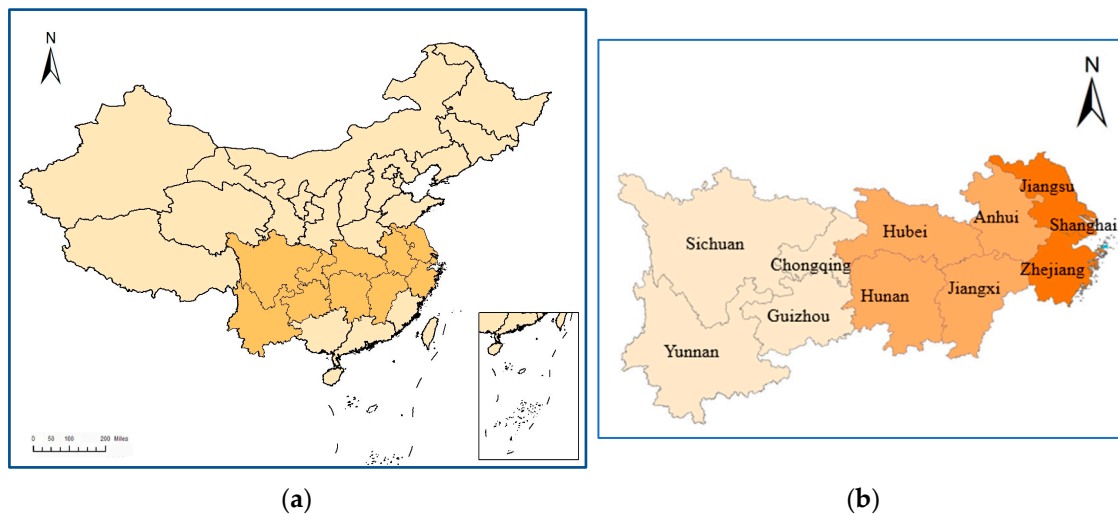 N
0 50 100 200 Miles
(a)
N
Jiangsu
Anhui
Shanghai
Hubei
Sichuan
Chongqing
Zhejiang
Jiangxi
Hunan
Guizhou
Yunnan
(b)